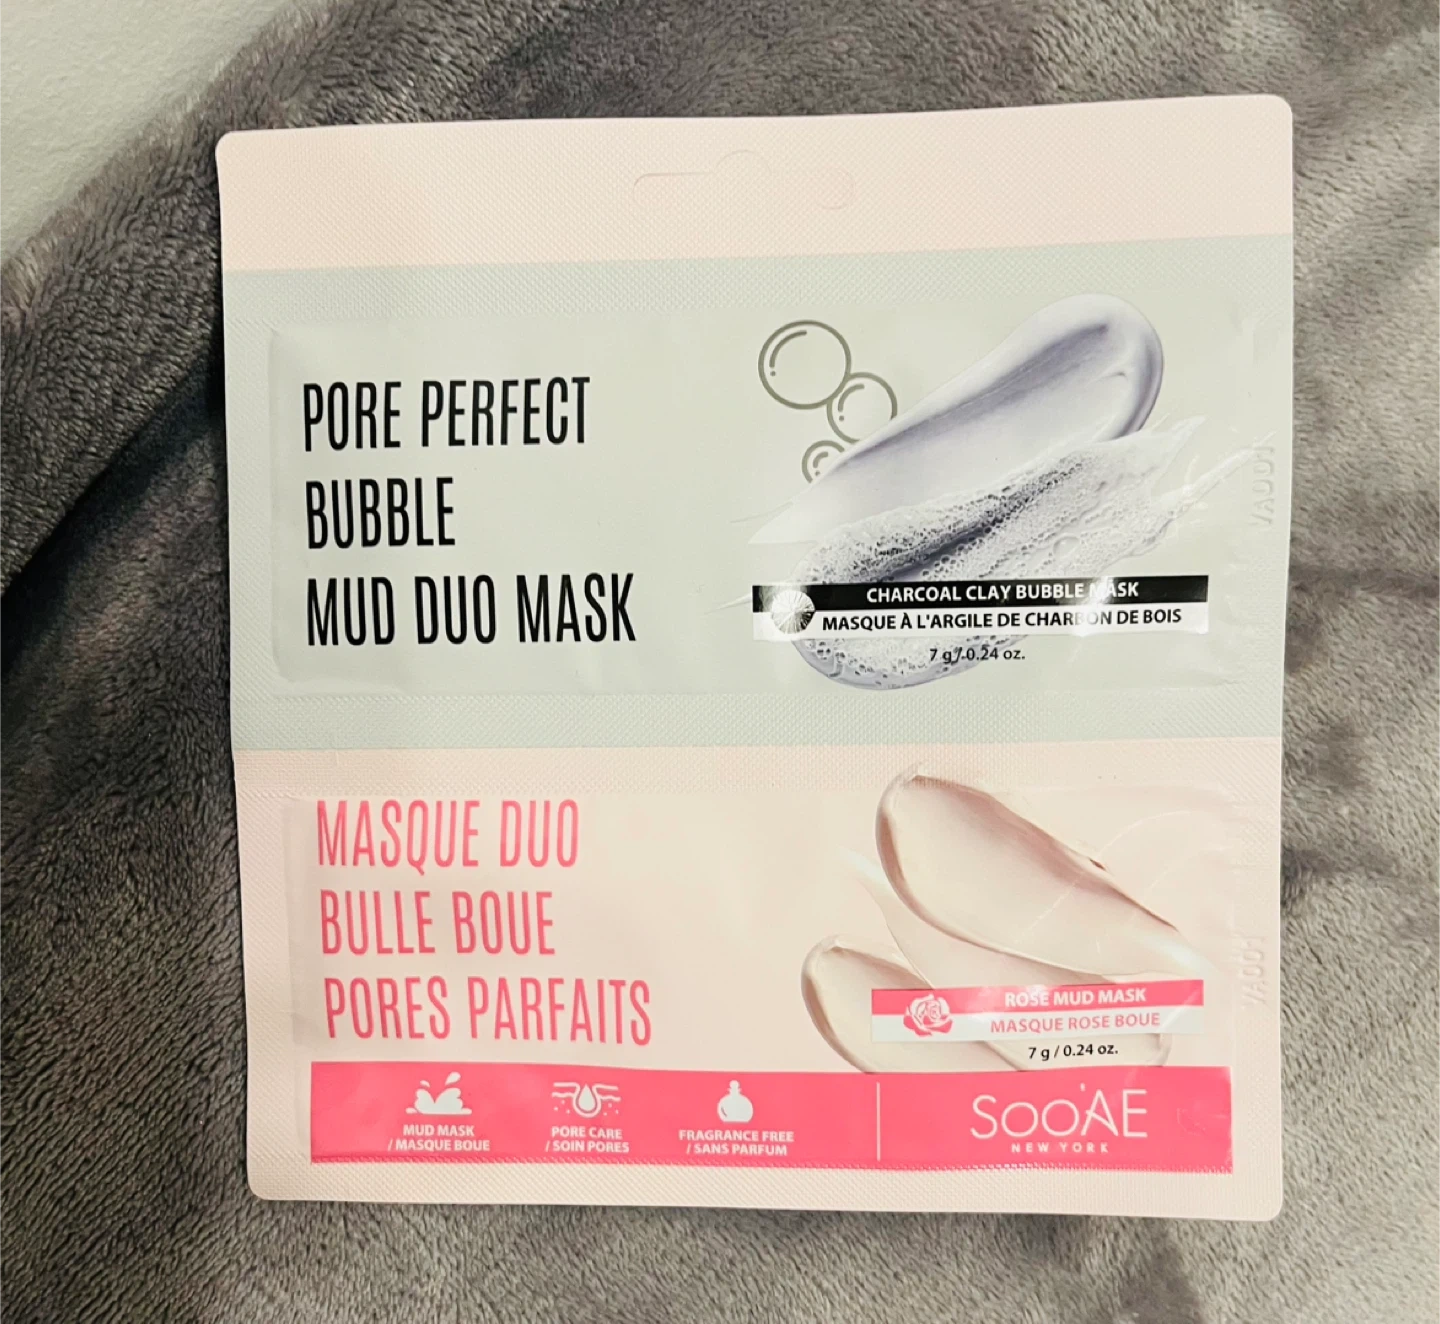 PORE PERFECT
BUBBLE
MUD DUO MASK
CHARCOAL CLAY BUBBLE MASK
MASQUE À L'ARGILE DE CHARBON DE BOIS
7 g / 0.24 oz.
MASQUE DUO
BULLE BOUE
PORES PARFAITS
ROSE MUD MASK
MASQUE ROSE BOUE
7 g / 0.24 oz.
MUD MASK
/ MASQUE BOUE
PORE CARE
/ SOIN PORES
FRAGRANCE FREE
/ SANS PARFUM
SOO'AE
NEW YORK